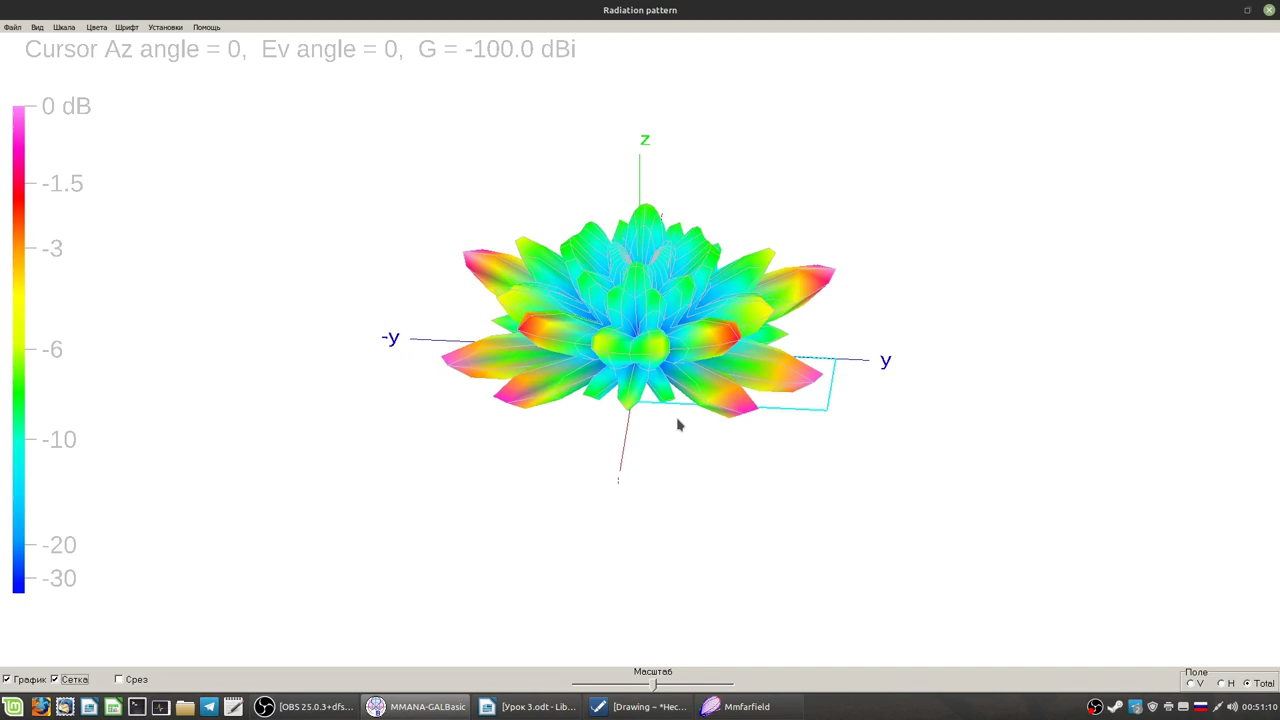 Radiation pattern
Файл Вид Шкала Цвета Шрифт Установки Помощь
Cursor Az angle = 0, Ev angle = 0, G = -100.0 dBi
0 dB
-1.5
-3
-6
-10
-20
-30
z
-y
y
Масштаб
График Сетка Срез
Поле
V H Total
[OBS 25.0.3+dfs... MMANA-GALBasic [Урок 3.odt - Lib... [Drawing – *Нес... Mmfarfield 00:51:10